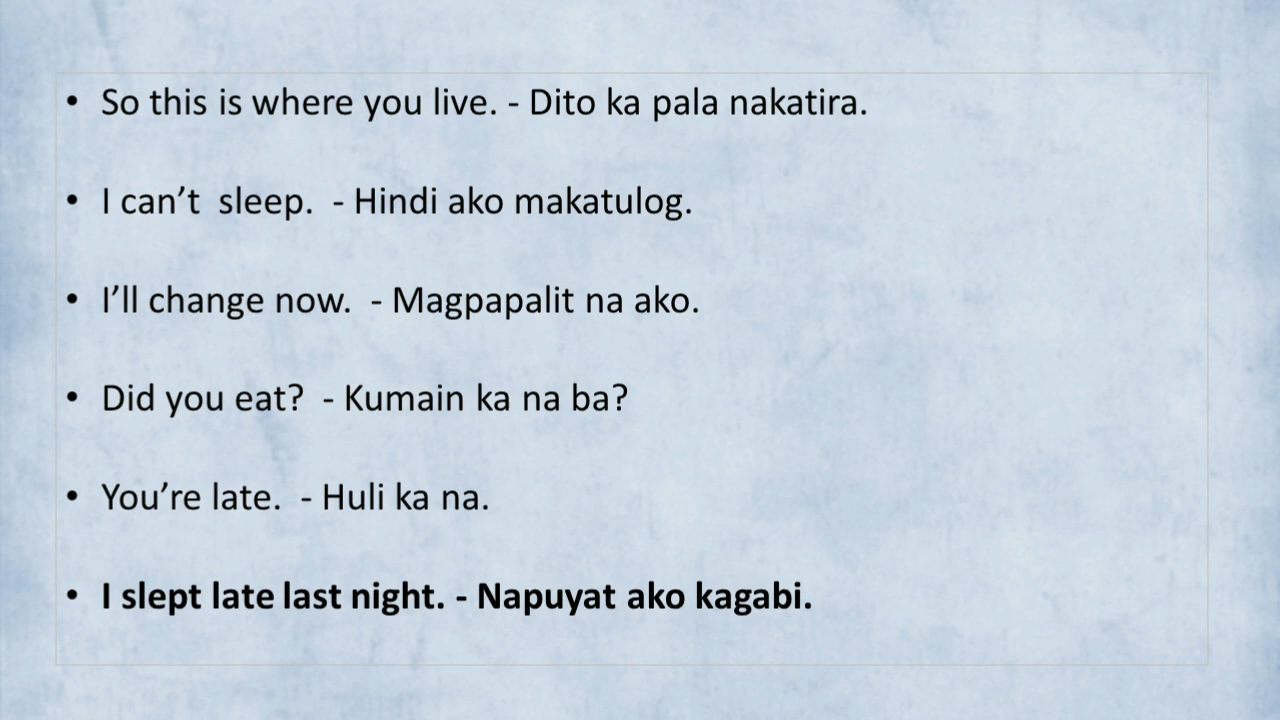 • So this is where you live. - Dito ka pala nakatira.
• I can’t  sleep.  - Hindi ako makatulog.
• I’ll change now.  - Magpapalit na ako.
• Did you eat?  - Kumain ka na ba?
• You’re late.  - Huli ka na.
• I slept late last night. - Napuyat ako kagabi.